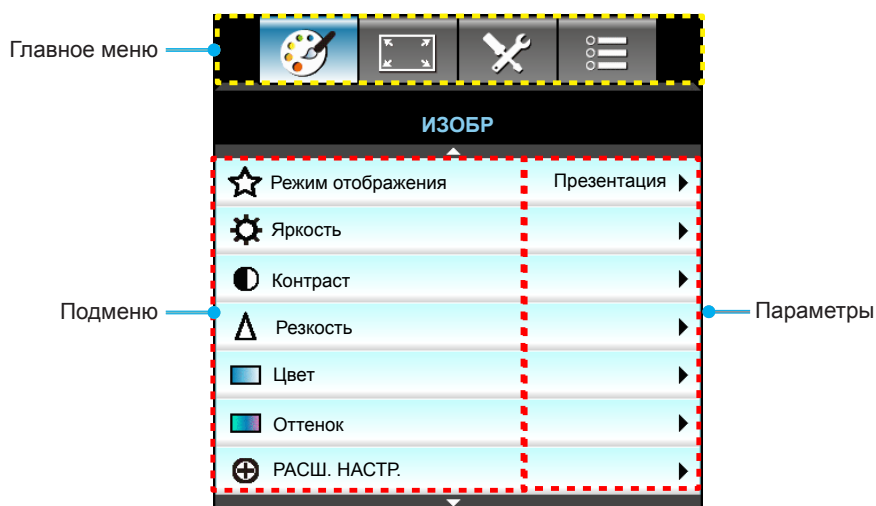 Главное меню
ИЗОБР
Режим отображения Презентация
Яркость
Контраст
Подменю
Параметры
Резкость
Цвет
Оттенок
РАСШ. НАСТР.